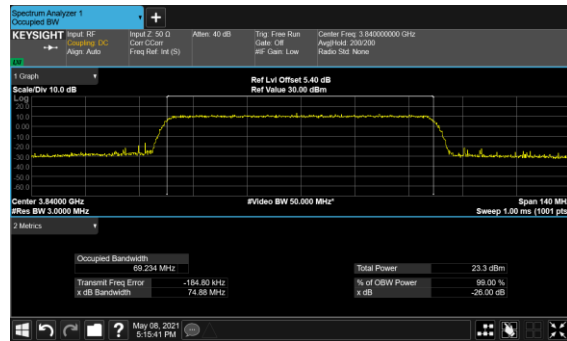 Spectrum Analyzer 1
Occupied BW
+
KEYSIGHT Input: RF Input Z: 50 Ω Atten: 40 dB Trig: Free Run Center Freq: 3.840000000 GHz
Coupling: DC Corr CCorr Gate: Off Avg|Hold: 200/200
Align: Auto Freq Ref: Int (S) #IF Gain: Low Radio Std: None
LW
1 Graph Ref Lvl Offset 5.40 dB
Scale/Div 10.0 dB Ref Value 30.00 dBm
Log
20.0
10.0
0.00
-10.0
-20.0
-30.0
-40.0
-50.0
-60.0
Center 3.84000 GHz #Video BW 50.000 MHz* Span 140 MH
#Res BW 3.0000 MHz Sweep 1.00 ms (1001 pts
2 Metrics
Occupied Bandwidth
69.234 MHz Total Power 23.3 dBm
Transmit Freq Error -184.80 kHz % of OBW Power 99.00 %
x dB Bandwidth 74.88 MHz x dB -26.00 dB
? May 08, 2021
5:15:41 PM